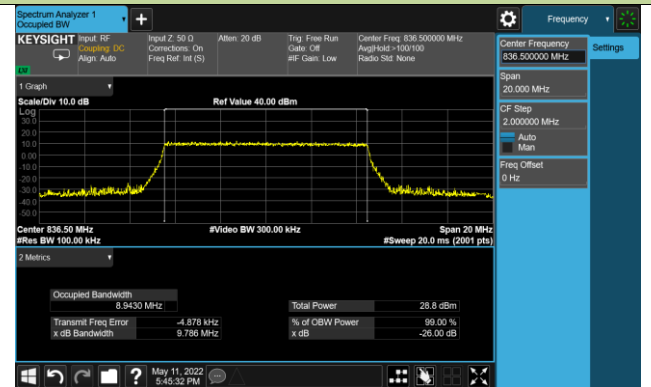 Spectrum Analyzer 1
Occupied BW
+
Frequency
KEYSIGHT
Input: RF
Coupling: DC
Align: Auto
Input Z: 50 Ω
Corrections: On
Freq Ref: Int (S)
Atten: 20 dB
Trig: Free Run
Gate: Off
#IF Gain: Low
Center Freq: 836.500000 MHz
Avg|Hold:>100/100
Radio Std: None
Center Frequency
836.500000 MHz
Settings
Span
20.000 MHz
CF Step
2.000000 MHz
Auto
Man
Freq Offset
0 Hz
1 Graph
Scale/Div 10.0 dB
Ref Value 40.00 dBm
Log
30.0
20.0
10.0
0.00
-10.0
-20.0
-30.0
-40.0
-50.0
Center 836.50 MHz
#Video BW 300.00 kHz
Span 20 MHz
#Res BW 100.00 kHz
#Sweep 20.0 ms (2001 pts)
2 Metrics
Occupied Bandwidth
8.9430 MHz
Total Power 28.8 dBm
Transmit Freq Error -4.878 kHz
% of OBW Power 99.00 %
x dB Bandwidth 9.786 MHz
x dB -26.00 dB
?
May 11, 2022
5:45:32 PM